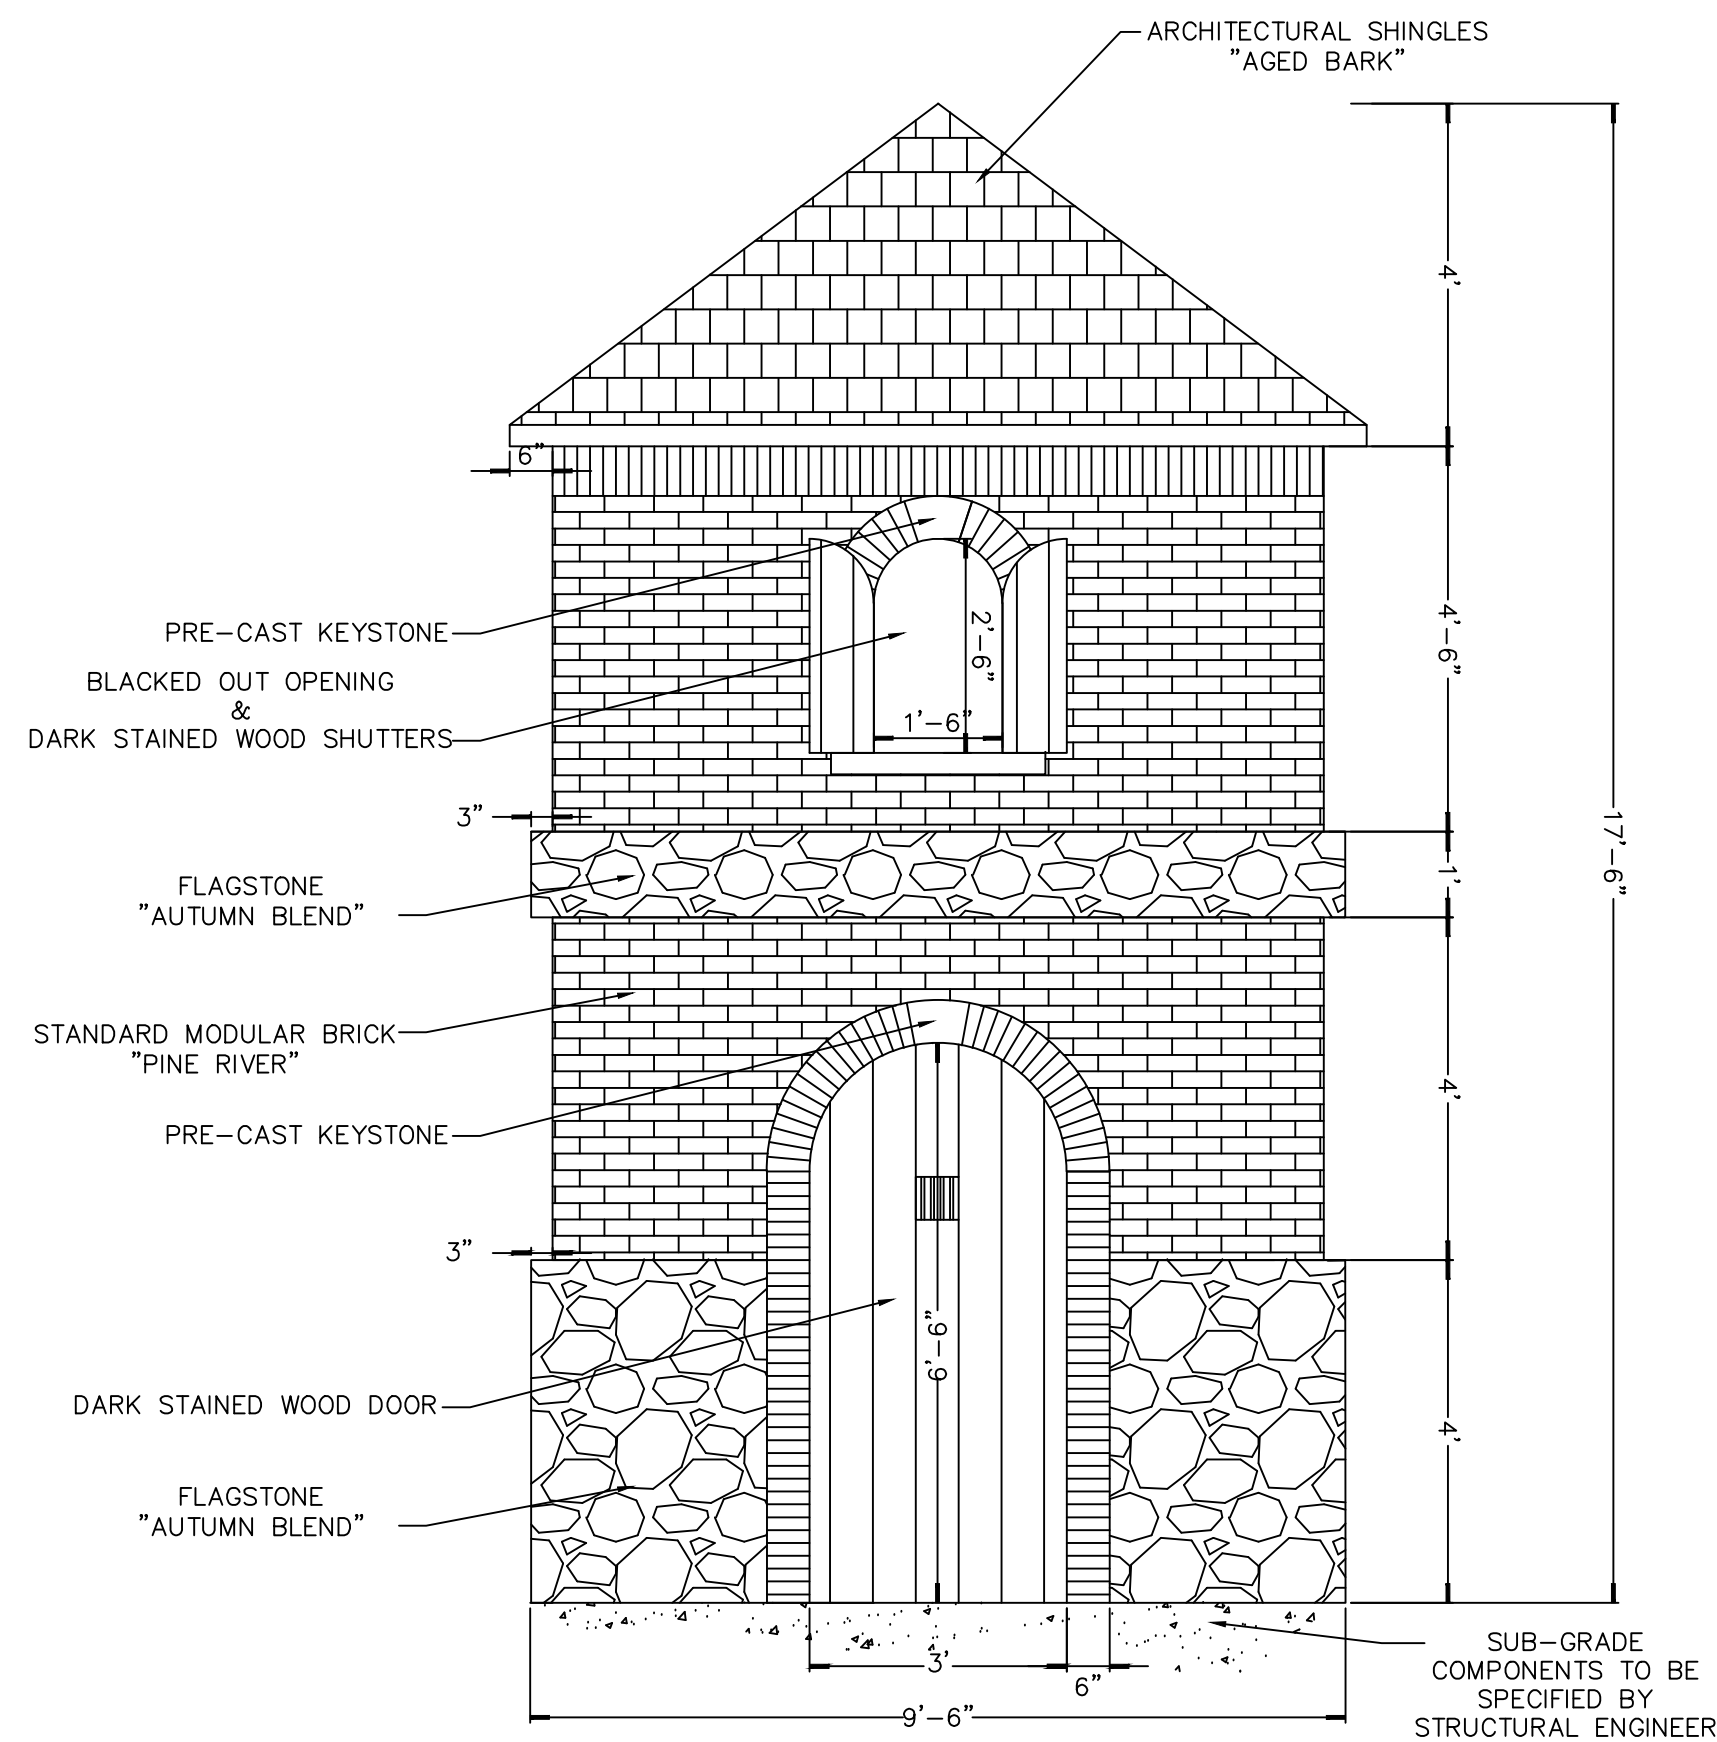 ARCHITECTURAL SHINGLES
"AGED BARK"
4'
6"
PRE-CAST KEYSTONE
2'-6"
4'-6"
BLACKED OUT OPENING
&
DARK STAINED WOOD SHUTTERS
1'-6"
3"
17'-6"
1'
FLAGSTONE
"AUTUMN BLEND"
STANDARD MODULAR BRICK
"PINE RIVER"
4'
PRE-CAST KEYSTONE
3"
6'-6"
DARK STAINED WOOD DOOR
4'
FLAGSTONE
"AUTUMN BLEND"
3'
6"
9'-6"
SUB-GRADE
COMPONENTS TO BE
SPECIFIED BY
STRUCTURAL ENGINEER